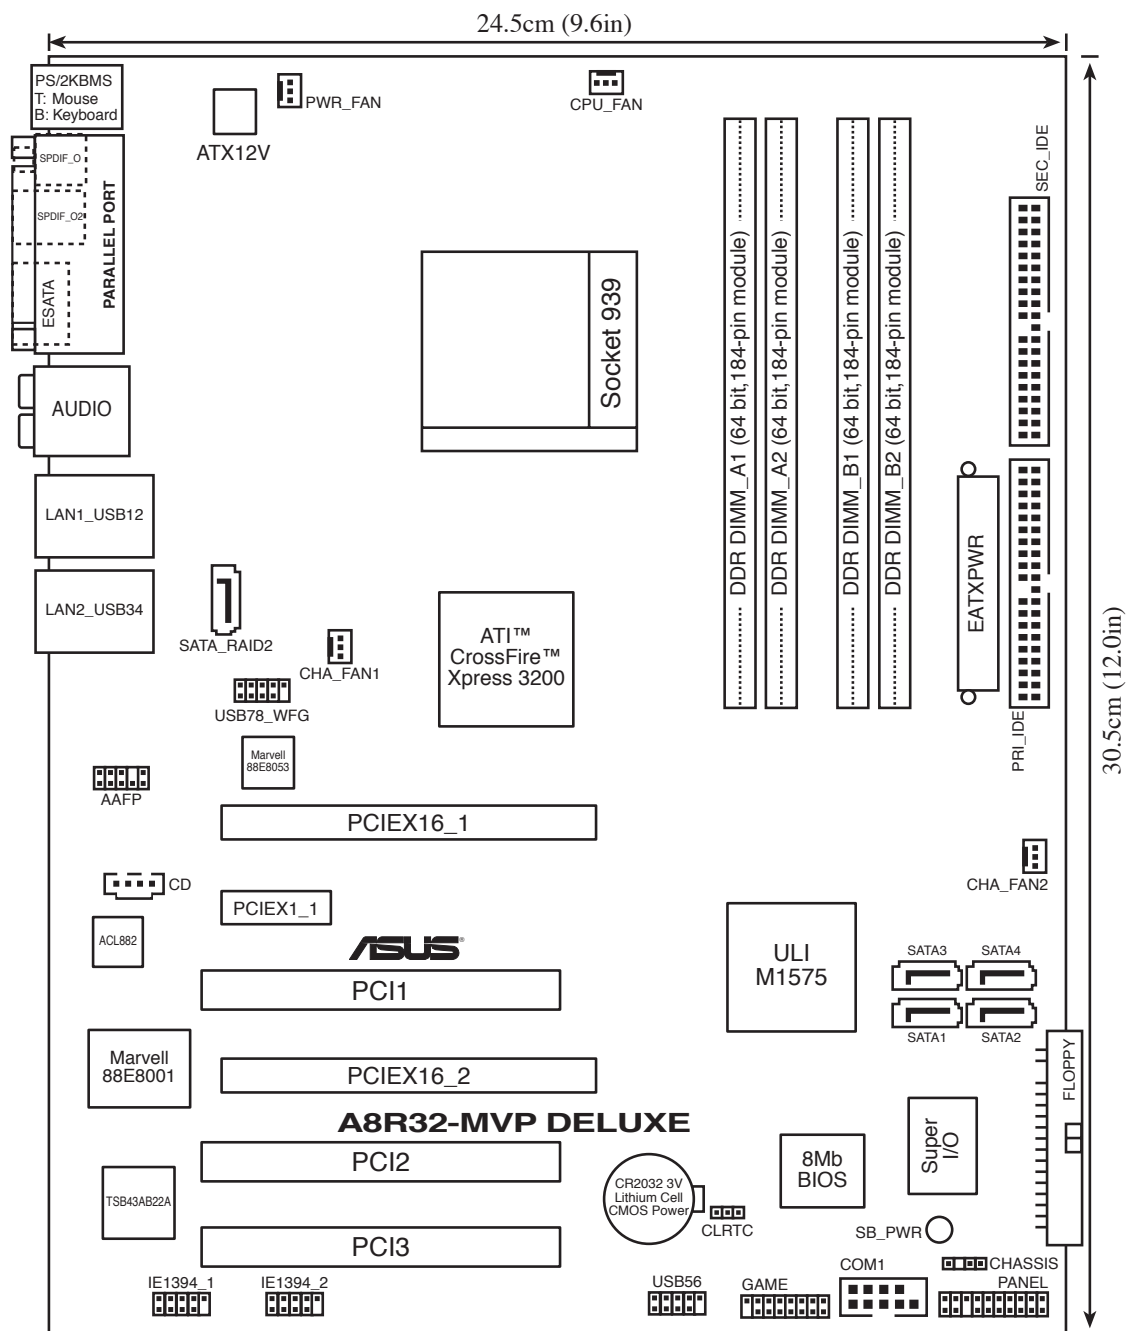 24.5cm (9.6in)
PS/2KBMS
T: Mouse
B: Keyboard
PWR_FAN
CPU_FAN
ATX12V
SPDIF_O
SPDIF_O2
ESATA
PARALLEL PORT
SEC_IDE
Socket 939
DDR DIMM_A1 (64 bit,184-pin module)
DDR DIMM_A2 (64 bit,184-pin module)
DDR DIMM_B1 (64 bit,184-pin module)
DDR DIMM_B2 (64 bit,184-pin module)
AUDIO
LAN1_USB12
LAN2_USB34
EATXPWR
SATA_RAID2
CHA_FAN1
ATI™
CrossFire™
Xpress 3200
USB78_WFG
PRI_IDE
30.5cm (12.0in)
Marvell
88E8053
AAFP
PCIEX16_1
CD
CHA_FAN2
PCIEX1_1
ACL882
ASUS®
ULI
M1575
SATA3
SATA4
SATA1
SATA2
PCI1
Marvell
88E8001
PCIEX16_2
FLOPPY
A8R32-MVP DELUXE
Super
I/O
PCI2
8Mb
BIOS
TSB43AB22A
CR2032 3V
Lithium Cell
CMOS Power
CLRTC
SB_PWR
PCI3
COM1
CHASSIS
IE1394_1
IE1394_2
USB56
GAME
PANEL